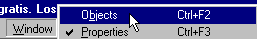 gratis. Los
Objects Ctrl+F2
Window
✓ Properties Ctrl+F3